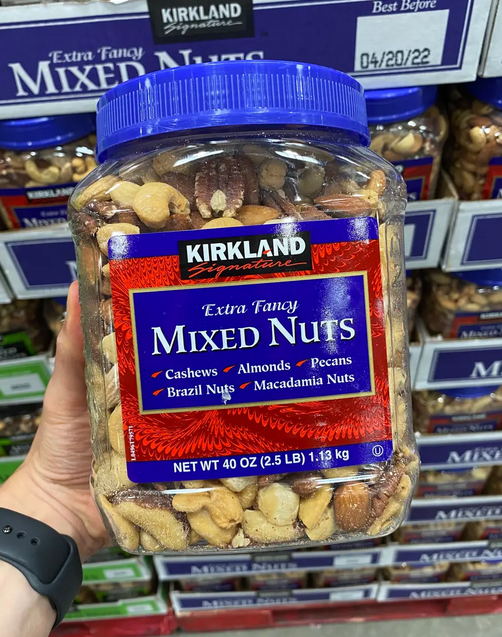 KIRKLAND
Signature
Best Before
04/20/22
Extra Fancy
MIXED NUTS
KIRKLAND
KIRKLAND
Signature
Extra Fancy
MIXED NUTS
Cashews Almonds Pecans
Brazil Nuts Macadamia Nuts
NET WT 40 OZ (2.5 LB) 1.13 kg
U